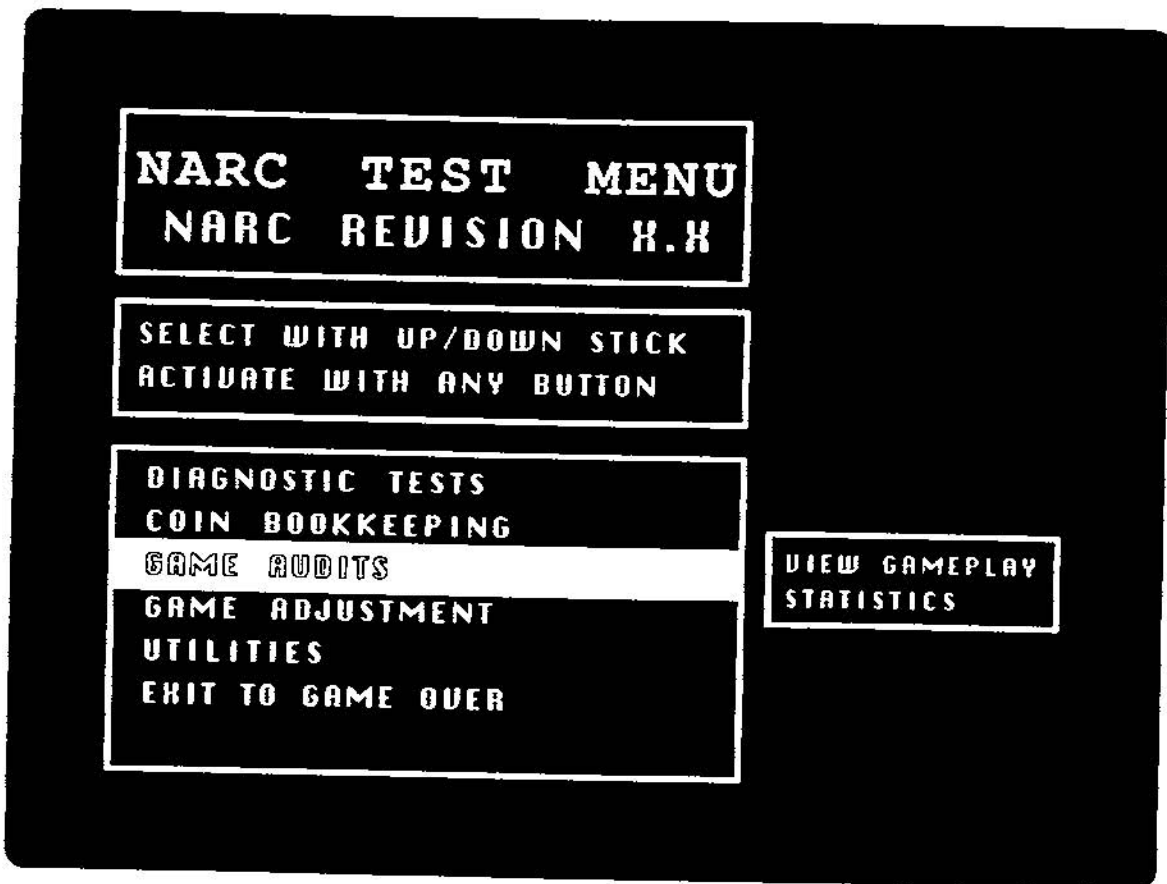 NARC TEST MENU
NARC REVISION X.X
SELECT WITH UP/DOWN STICK
ACTIVATE WITH ANY BUTTON
DIAGNOSTIC TESTS
COIN BOOKKEEPING
GAME AUDITS
GAME ADJUSTMENT
UTILITIES
EXIT TO GAME OVER
VIEW GAMEPLAY
STATISTICS